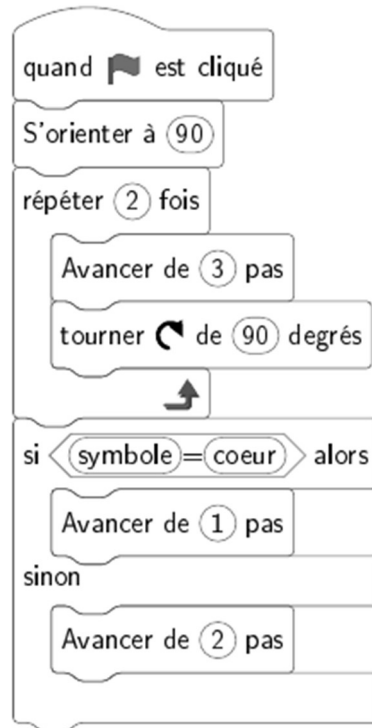 quand est cliqué
S'orienter à 90
répéter 2 fois
Avancer de 3 pas
tourner de 90 degrés
si symbole=coeur alors
Avancer de 1 pas
sinon
Avancer de 2 pas